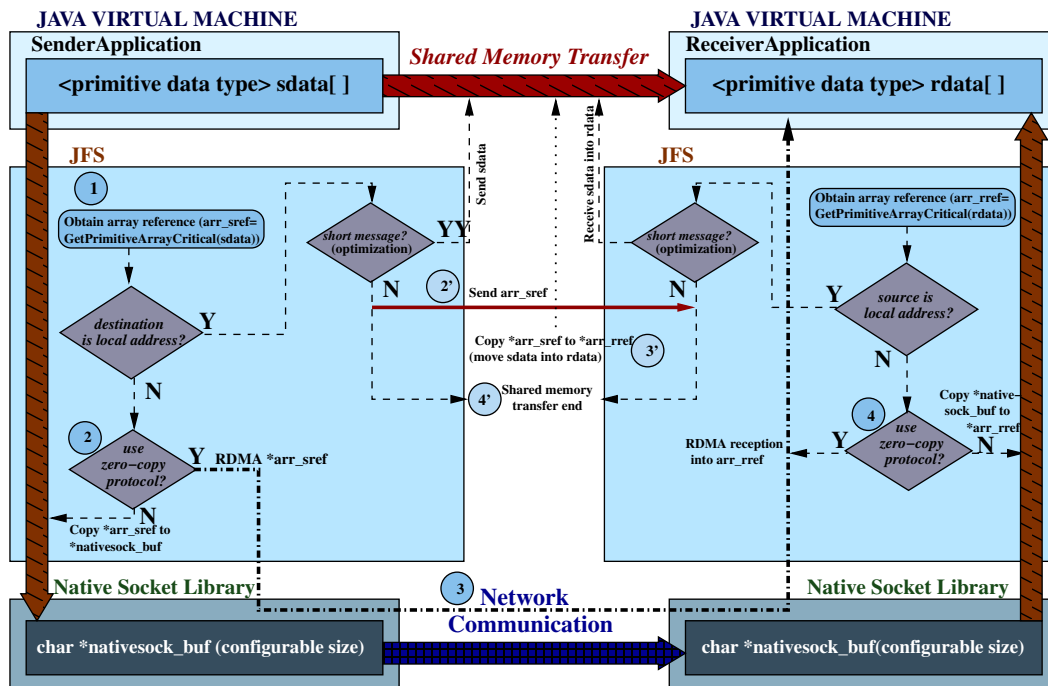 JAVA VIRTUAL MACHINE
SenderApplication
<primitive data type> sdata[ ]
Shared Memory Transfer
JAVA VIRTUAL MACHINE
ReceiverApplication
<primitive data type> rdata[ ]
JFS
1
Obtain array reference (arr_sref=
GetPrimitiveArrayCritical(sdata))
short message?
(optimization)
YY
N
Send sdata
destination
is local address?
Y
N
2
use
zero−copy
protocol?
Y
RDMA *arr_sref
N
Copy *arr_sref to
*nativesock_buf
2'
Send arr_sref
Copy *arr_sref to *arr_rref
(move sdata into rdata)
3'
4'
Shared memory
transfer end
Receive sdata into rdata
JFS
short message?
(optimization)
N
Obtain array reference (arr_rref=
GetPrimitiveArrayCritical(rdata))
source is
local address?
Y
N
4
use
zero−copy
protocol?
Y
N
Copy *native-
sock_buf to
*arr_rref
RDMA reception
into arr_rref
Native Socket Library
char *nativesock_buf (configurable size)
3
Network
Communication
Native Socket Library
char *nativesock_buf(configurable size)